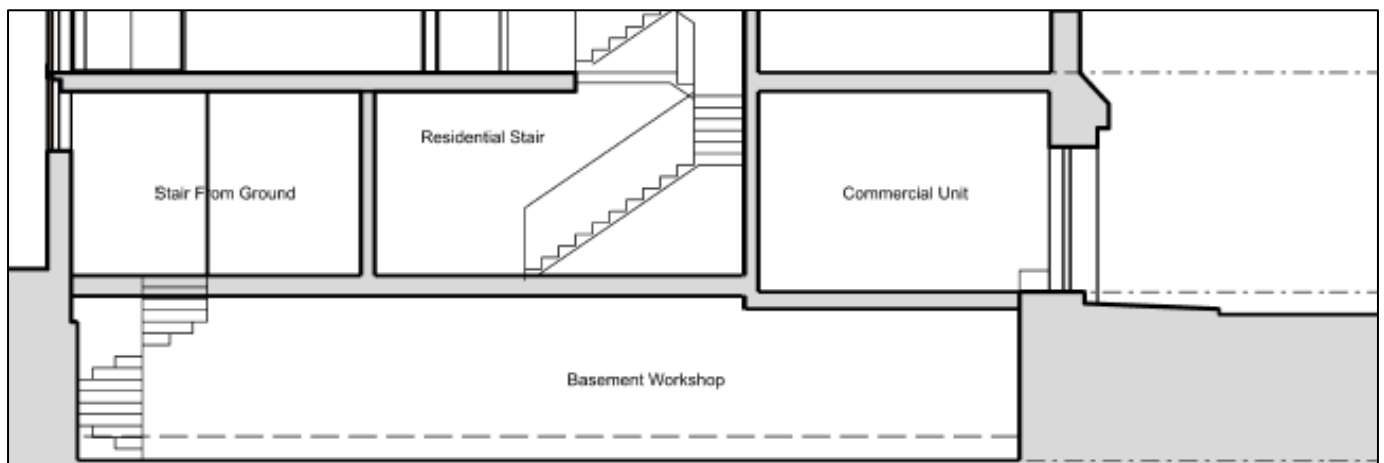 Residential Stair
Stair From Ground
Commercial Unit
Basement Workshop